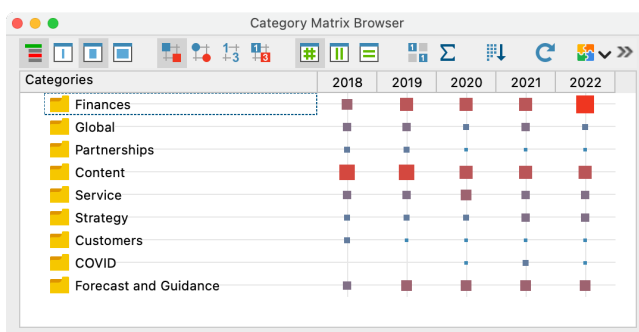 Category Matrix Browser
Categories 2018 2019 2020 2021 2022
Finances
Global
Partnerships
Content
Service
Strategy
Customers
COVID
Forecast and Guidance